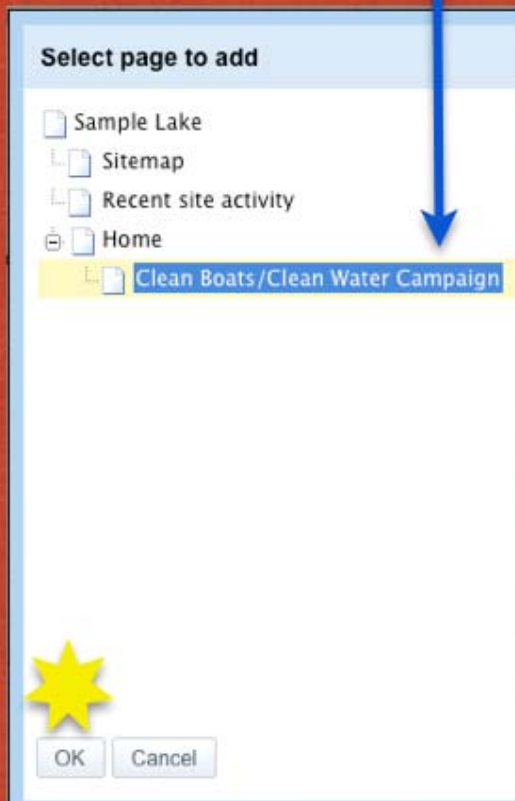 Select page to add
Sample Lake
Sitemap
Recent site activity
Home
Clean Boats/Clean Water Campaign
OK Cancel